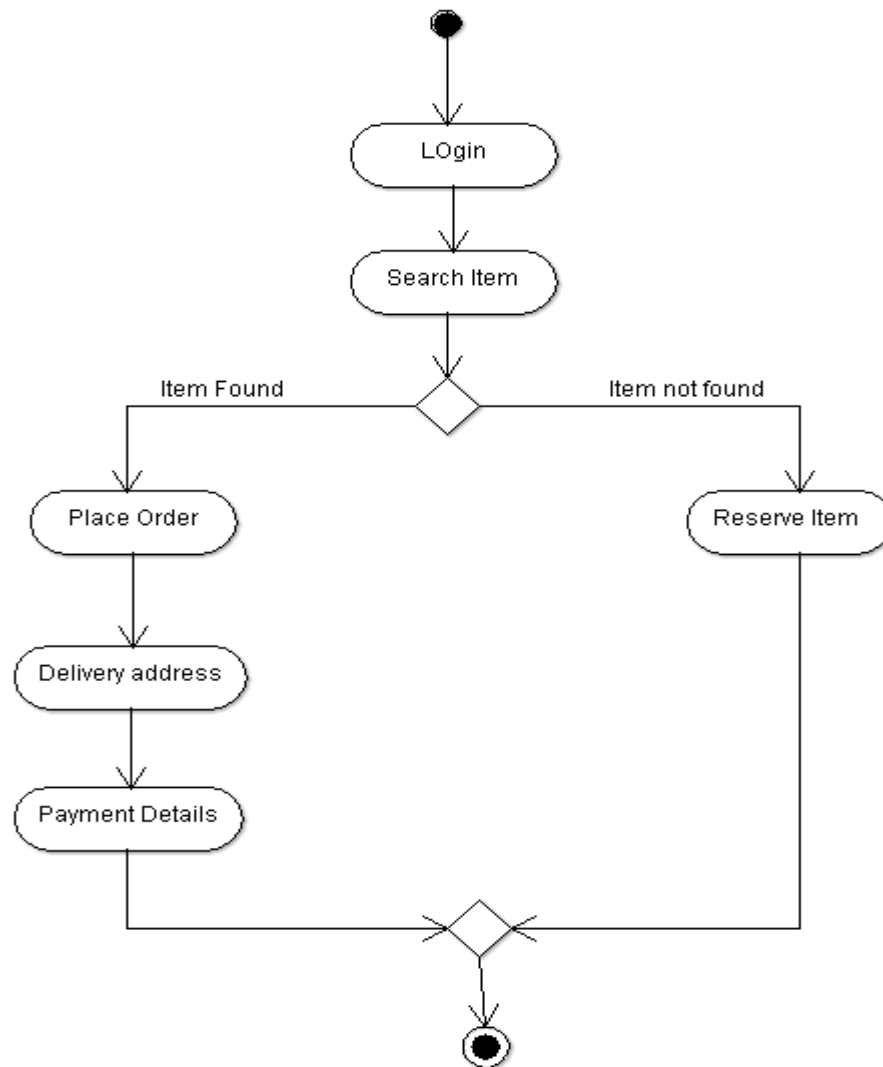 LOgin
Search Item
Item Found
Item not found
Place Order
Reserve Item
Delivery address
Payment Details